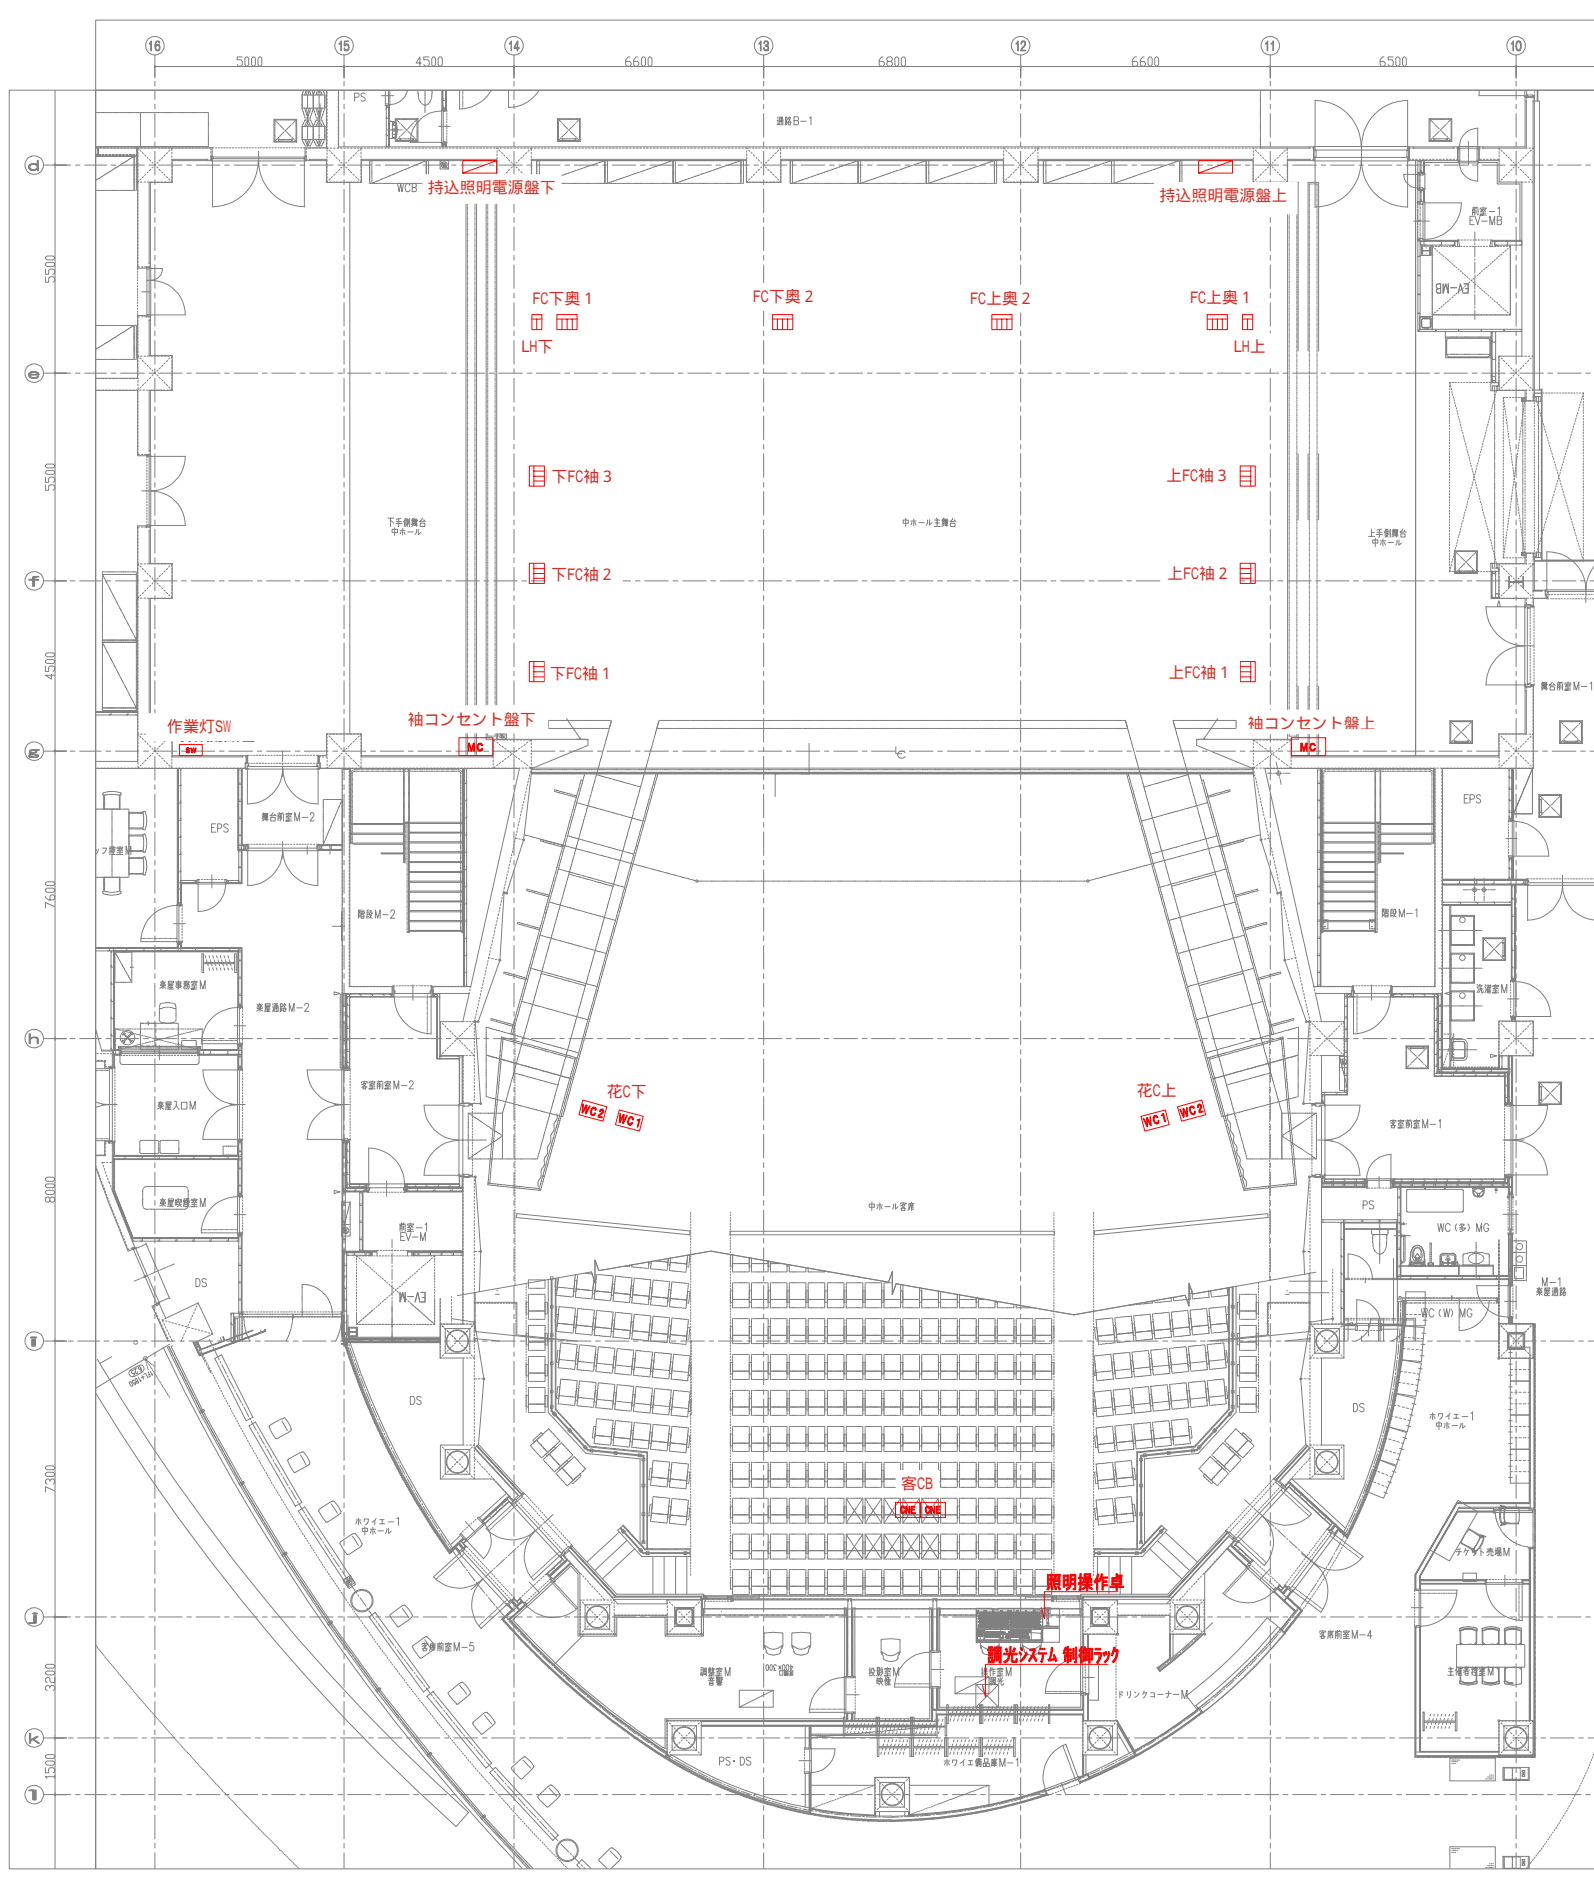 16 15 14 13 12 11 10
5000 4500 6600 6800 6600 6500
PS
通路B-1
d
WCB
持込照明電源盤下
持込照明電源盤上
前室-1
EV-MB
5500
EV-MB
FC下奥1
FC下奥2
FC上奥2
FC上奥1
LH下
LH上
e
5500
下FC袖3
上FC袖3
下手側舞台
中ホール
中ホール主舞台
上手側舞台
中ホール
f
下FC袖2
上FC袖2
4500
下FC袖1
上FC袖1
舞台前室M-1
作業灯SW
袖コンセント盤下
袖コンセント盤上
g
SW
MC
MC
EPS
舞台前室M-2
EPS
ッフ控室M
7600
階段M-2
階段M-1
楽屋事務室M
楽屋通路M-2
洗濯室M
h
客室前室M-2
花C下
花C上
楽屋入口M
WC2 WC1
WC1 WC2
客室前室M-1
8000
楽屋喫煙室M
中ホール客席
PS
前室-1
EV-M
WC(多)MG
DS
EV-M
M-1
楽屋通路
WC(W)MG
i
1FL+1850
DS
DS
ホワイエ-1
中ホール
7300
客CB
CNE CNE
ホワイエ-1
中ホール
チケット売場M
照明操作卓
j
客席前室M-5
客席前室M-4
調光システム 制御ラック
400×300
3200
調整室M
音響
投影室M
映像
操作室M
調光
ドリンクコーナーM
主催者控室M
k
PS・DS
ホワイエ備品庫M-1
1500
l